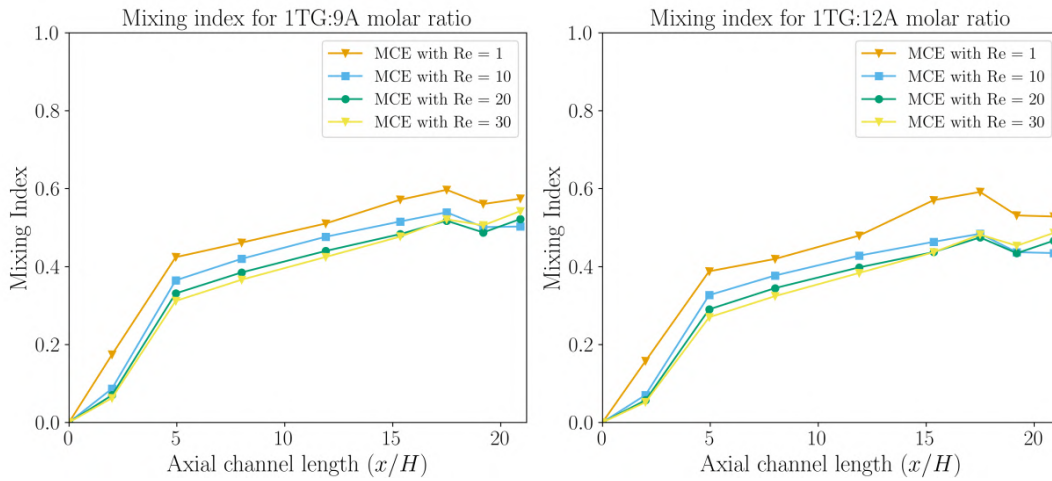 Mixing index for 1TG:9A molar ratio
1.0
0.8
0.6
0.4
0.2
0.0
Mixing Index
MCE with Re = 1
MCE with Re = 10
MCE with Re = 20
MCE with Re = 30
0 5 10 15 20
Axial channel length (x/H)
Mixing index for 1TG:12A molar ratio
1.0
0.8
0.6
0.4
0.2
0.0
Mixing Index
MCE with Re = 1
MCE with Re = 10
MCE with Re = 20
MCE with Re = 30
0 5 10 15 20
Axial channel length (x/H)